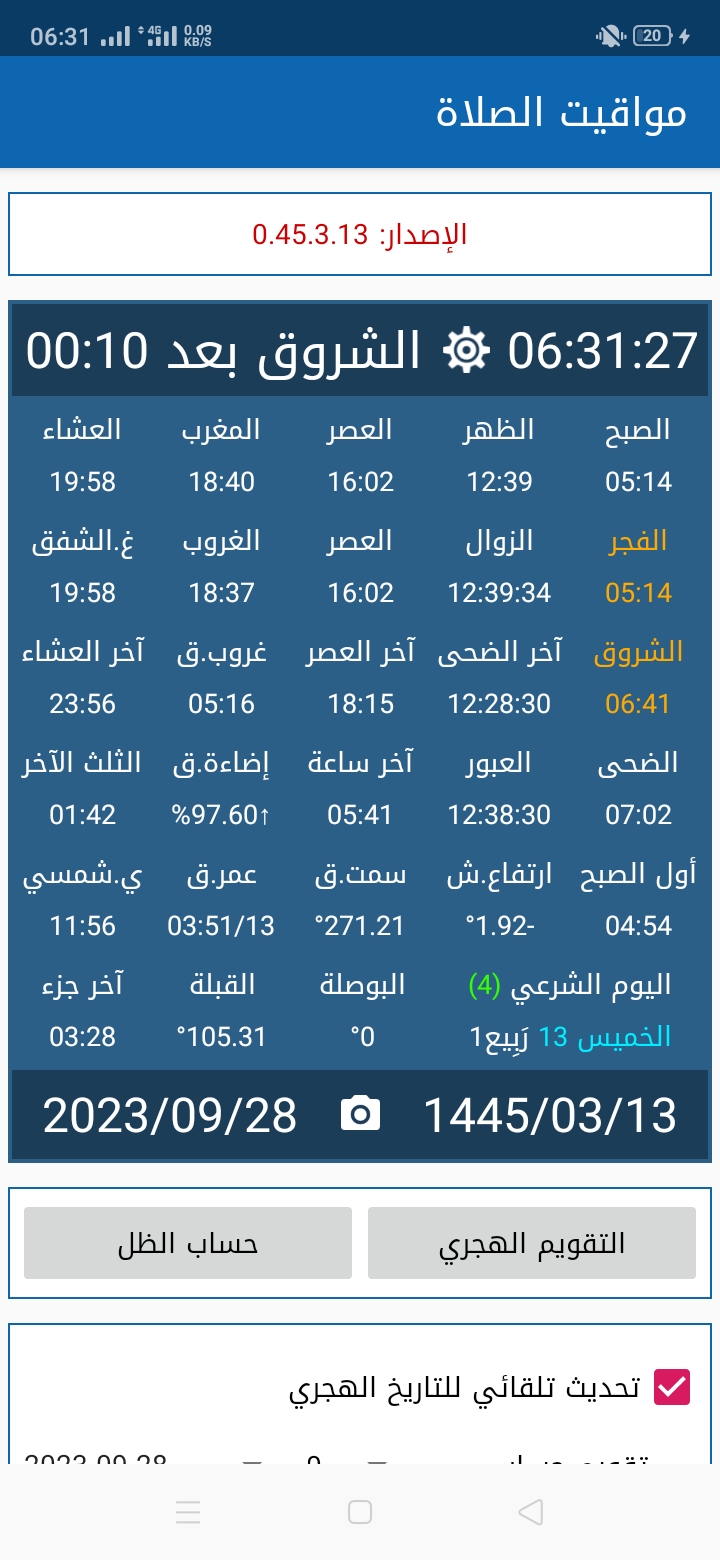 06:31 4G 0.09 KB/S 20
مواقيت الصلاة
الإصدار: 0.45.3.13
06:31:27 الشروق بعد 00:10
الصبح الظهر العصر المغرب العشاء
05:14 12:39 16:02 18:40 19:58
الفجر الزوال العصر الغروب غ.الشفق
05:14 12:39:34 16:02 18:37 19:58
الشروق آخر الضحى آخر العصر غروب.ق آخر العشاء
06:41 12:28:30 18:15 05:16 23:56
الضحى العبور آخر ساعة إضاءة.ق الثلث الآخر
07:02 12:38:30 05:41 %97.60↑ 01:42
أول الصبح ارتفاع.ش سمت.ق عمر.ق ي.شمسي
04:54 °1.92- °271.21 03:51/13 11:56
اليوم الشرعي (4) البوصلة القبلة آخر جزء
الخميس 13 رَبِيع1 °0 °105.31 03:28
1445/03/13 2023/09/28
التقويم الهجري حساب الظل
تحديث تلقائي للتاريخ الهجري